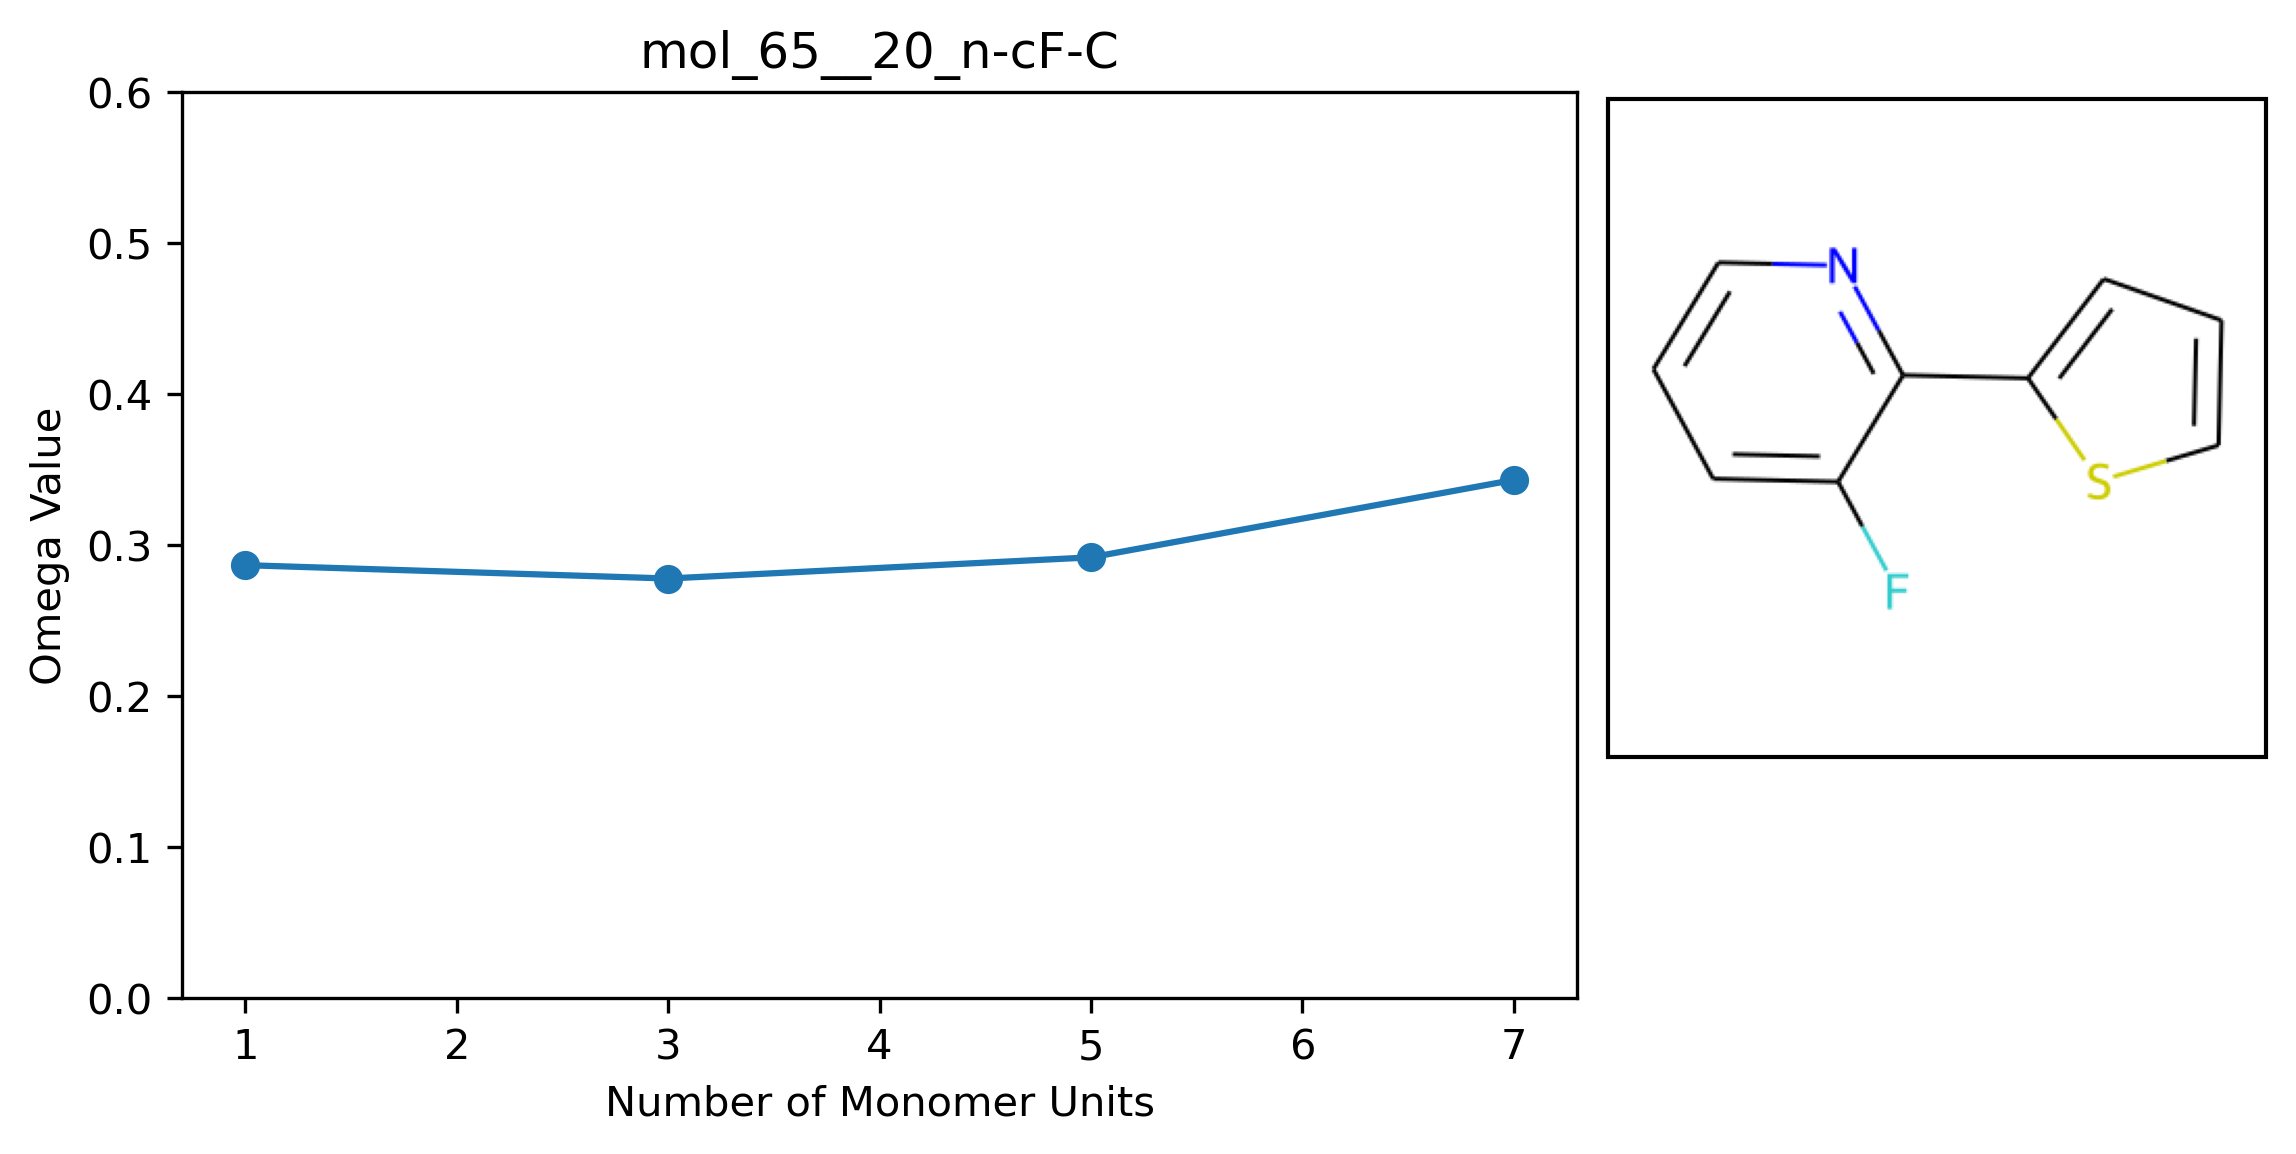 mol_65__20_n-cF-C
0.6
0.5
0.4
0.3
0.2
0.1
0.0
Omega Value
1 2 3 4 5 6 7
Number of Monomer Units
N
S
F